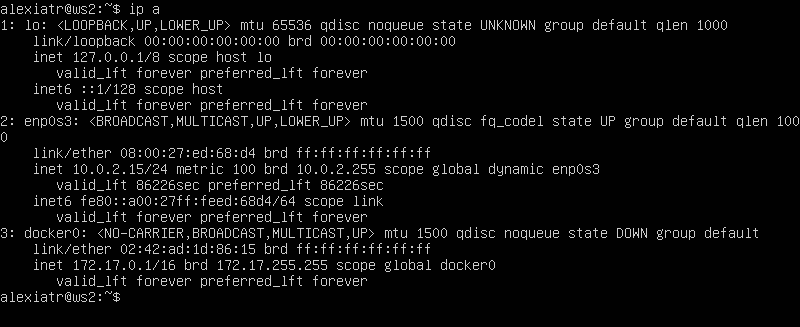 alexiatr@ws2:~$ ip a
1: lo: <LOOPBACK,UP,LOWER_UP> mtu 65536 qdisc noqueue state UNKNOWN group default qlen 1000
    link/loopback 00:00:00:00:00:00 brd 00:00:00:00:00:00
    inet 127.0.0.1/8 scope host lo
       valid_lft forever preferred_lft forever
    inet6 ::1/128 scope host
       valid_lft forever preferred_lft forever
2: enp0s3: <BROADCAST,MULTICAST,UP,LOWER_UP> mtu 1500 qdisc fq_codel state UP group default qlen 100
0
    link/ether 08:00:27:ed:68:d4 brd ff:ff:ff:ff:ff:ff
    inet 10.0.2.15/24 metric 100 brd 10.0.2.255 scope global dynamic enp0s3
       valid_lft 86226sec preferred_lft 86226sec
    inet6 fe80::a00:27ff:feed:68d4/64 scope link
       valid_lft forever preferred_lft forever
3: docker0: <NO-CARRIER,BROADCAST,MULTICAST,UP> mtu 1500 qdisc noqueue state DOWN group default
    link/ether 02:42:ad:1d:86:15 brd ff:ff:ff:ff:ff:ff
    inet 172.17.0.1/16 brd 172.17.255.255 scope global docker0
       valid_lft forever preferred_lft forever
alexiatr@ws2:~$